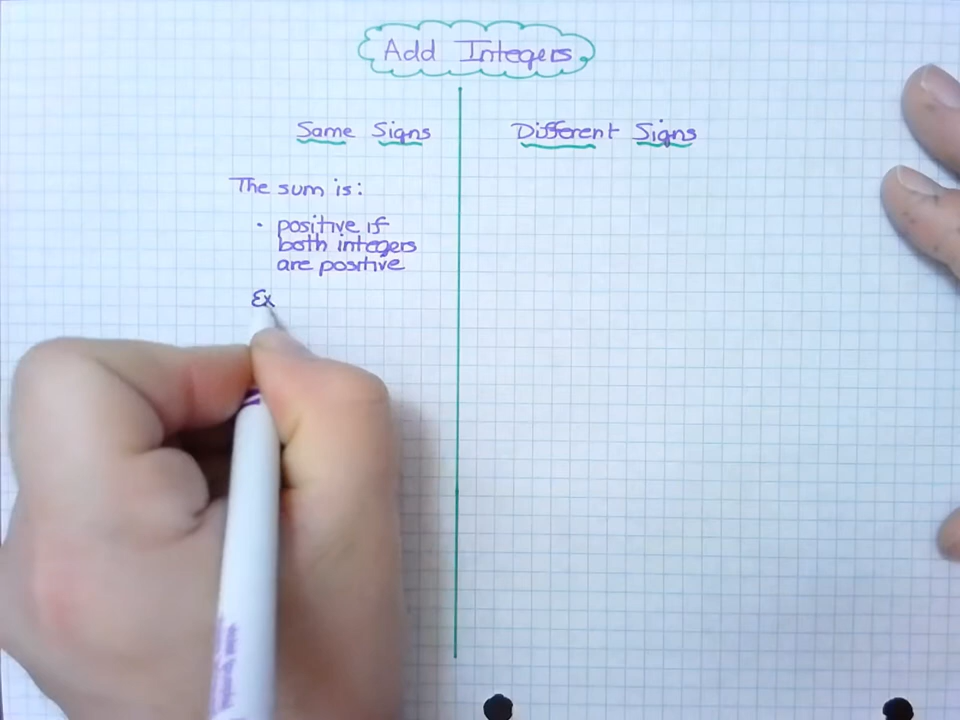 Add Integers
Same Signs
Different Signs
The sum is:
· positive if
both integers
are positive
Ex